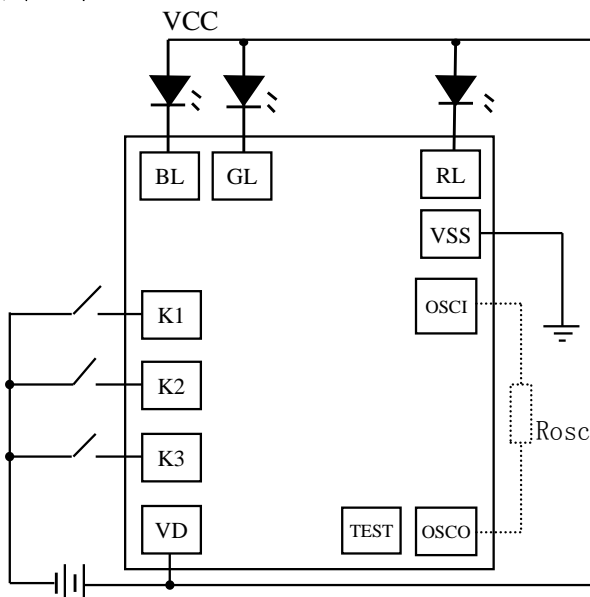 VCC
BL GL RL
VSS
OSCI
K1
K2
K3
Rosc
VD
TEST OSCO